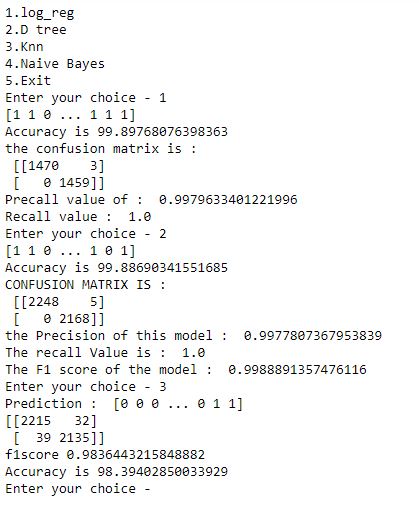 1.log_reg
2.D tree
3.Knn
4.Naive Bayes
5.Exit
Enter your choice - 1
[1 1 0 ... 1 1 1]
Accuracy is 99.89768076398363
the confusion matrix is :
[[1470    3]
[   0 1459]]
Precall value of :  0.9979633401221996
Recall value :  1.0
Enter your choice - 2
[1 1 0 ... 1 0 1]
Accuracy is 99.88690341551685
CONFUSION MATRIX IS :
[[2248    5]
[   0 2168]]
the Precision of this model :  0.9977807367953839
The recall Value is :  1.0
The F1 score of the model :  0.9988891357476116
Enter your choice - 3
Prediction :  [0 0 0 ... 0 1 1]
[[2215   32]
[  39 2135]]
f1score 0.9836443215848882
Accuracy is 98.39402850033929
Enter your choice -